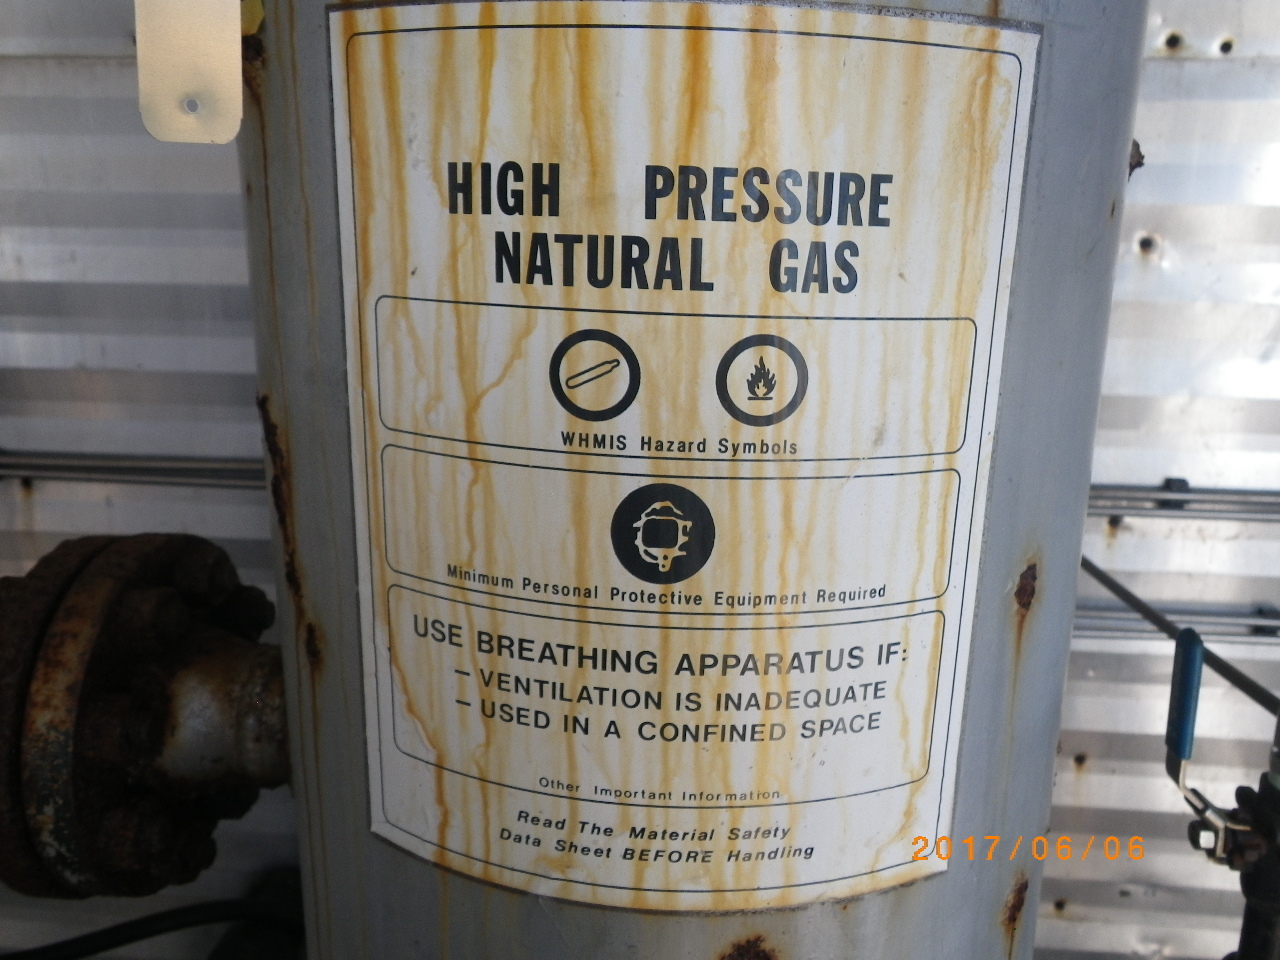 HIGH PRESSURE
NATURAL GAS
WHMIS Hazard Symbols
Minimum Personal Protective Equipment Required
USE BREATHING APPARATUS IF:
– VENTILATION IS INADEQUATE
– USED IN A CONFINED SPACE
Other Important Information
Read The Material Safety
Data Sheet BEFORE Handling
2017/06/06